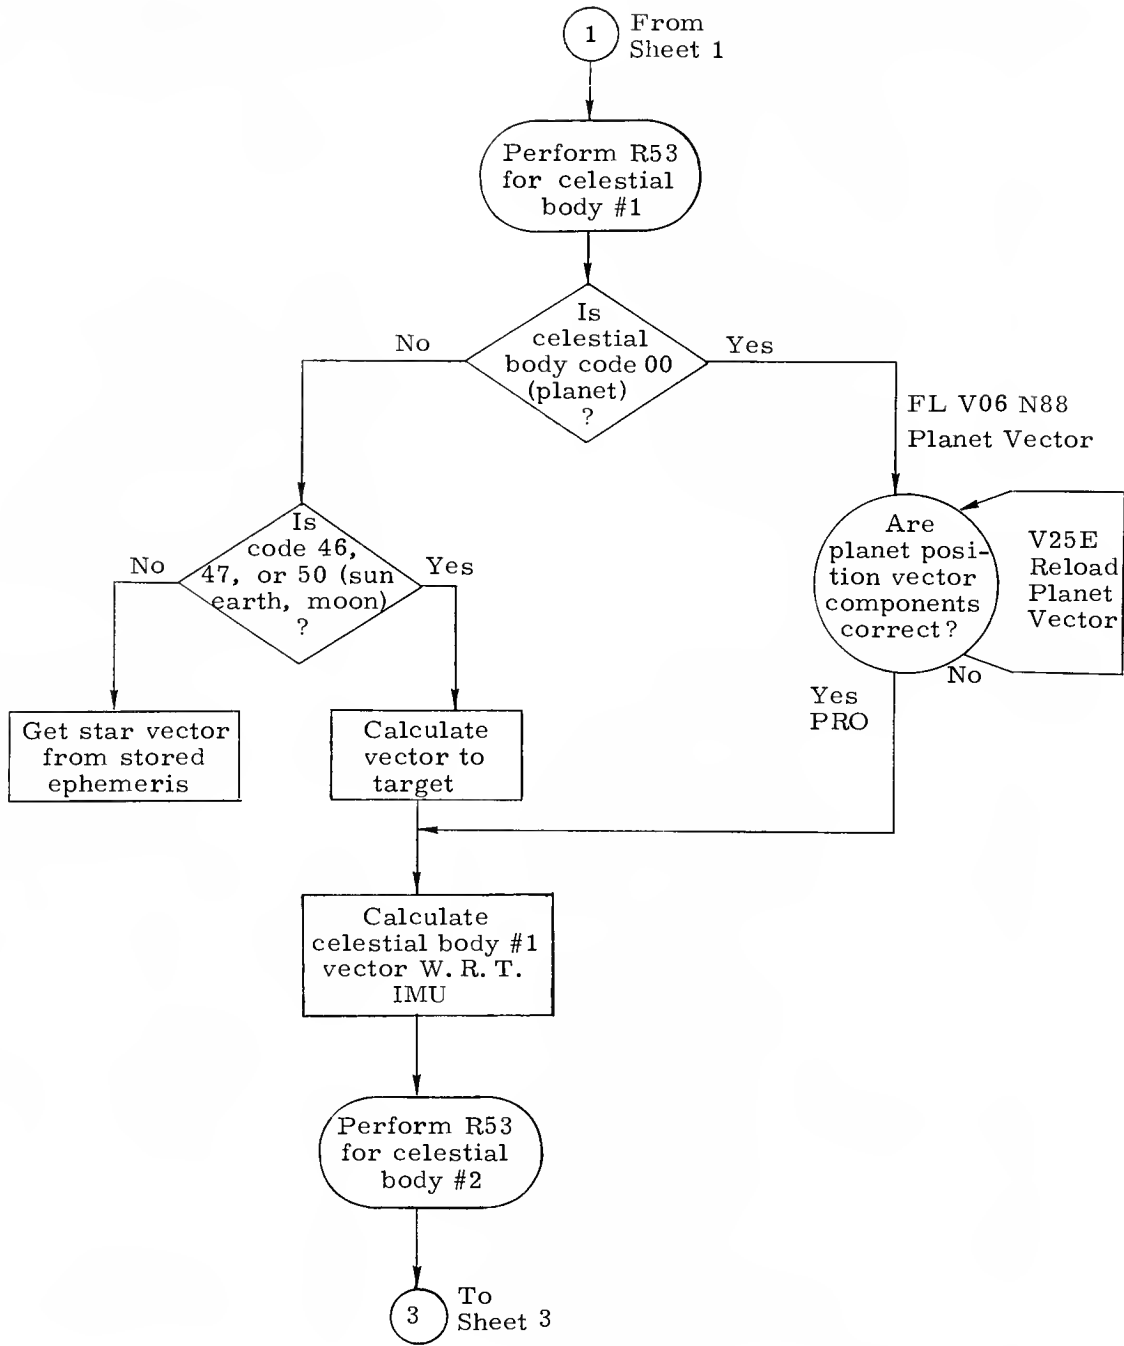 1
From
Sheet 1
Perform R53
for celestial
body #1
Is
celestial
body code 00
(planet)
?
No
Yes
FL V06 N88
Planet Vector
Is
code 46,
47, or 50 (sun
earth, moon)
?
No
Yes
Are
planet posi-
tion vector
components
correct?
V25E
Reload
Planet
Vector
No
Yes
PRO
Get star vector
from stored
ephemeris
Calculate
vector to
target
Calculate
celestial body #1
vector W. R. T.
IMU
Perform R53
for celestial
body #2
3
To
Sheet 3